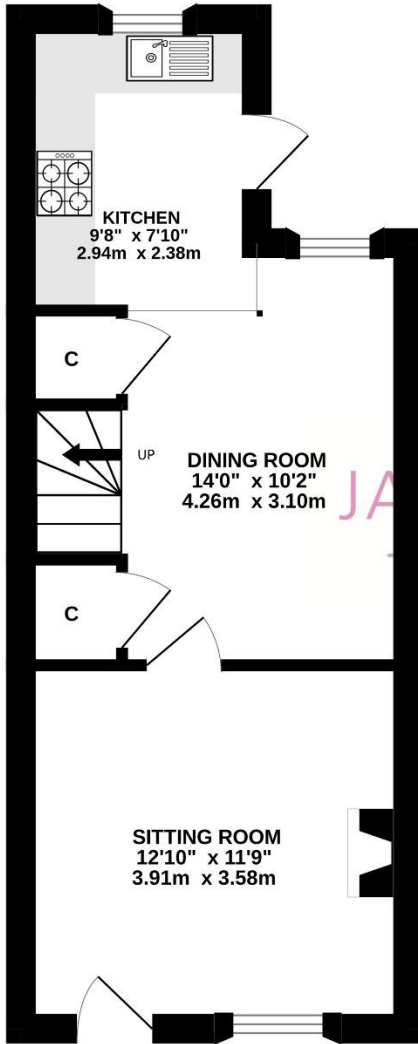 KITCHEN
9'8" x 7'10"
2.94m x 2.38m
C
UP
DINING ROOM
14'0" x 10'2"
4.26m x 3.10m
JA
C
SITTING ROOM
12'10" x 11'9"
3.91m x 3.58m